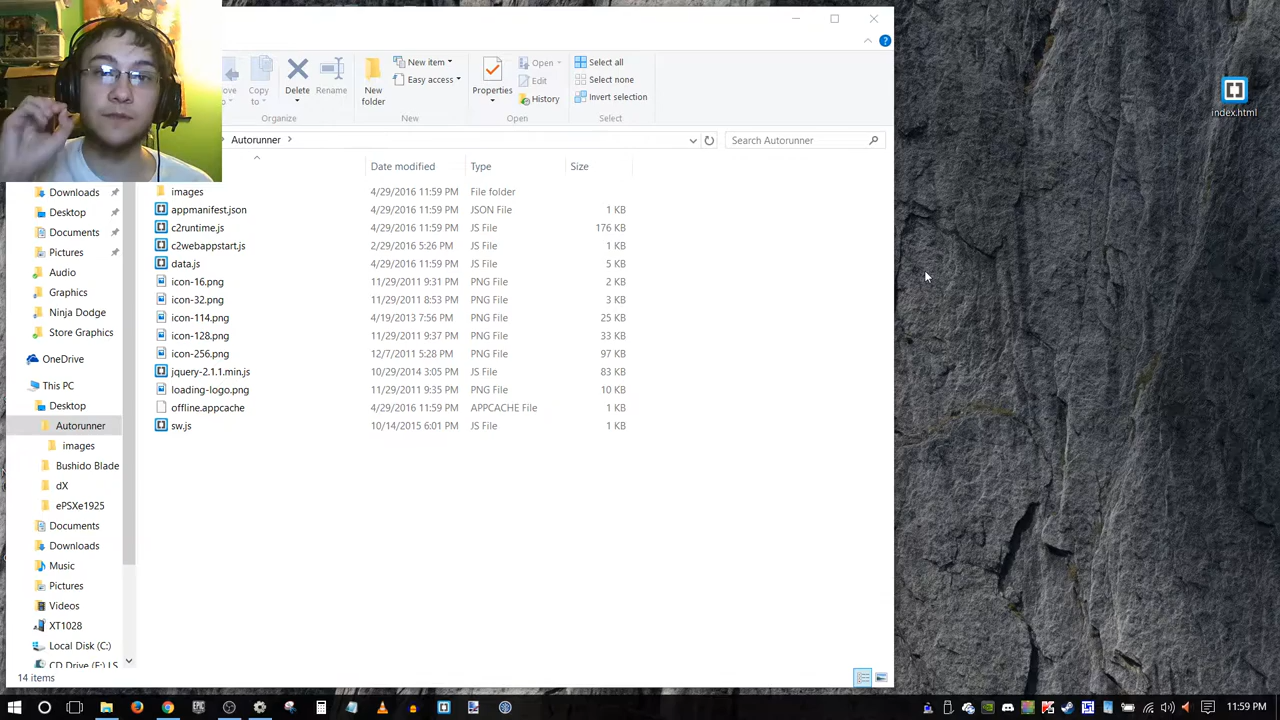 index.html
Move to
Copy to
Delete
Rename
New folder
New item
Easy access
Properties
Open
Edit
History
Select all
Select none
Invert selection
Organize
New
Open
Select
Autorunner
Search Autorunner
Date modified
Type
Size
Downloads
Desktop
Documents
Pictures
Audio
Graphics
Ninja Dodge
Store Graphics
OneDrive
This PC
Desktop
Autorunner
images
Bushido Blade
dX
ePSXe1925
Documents
Downloads
Music
Pictures
Videos
XT1028
Local Disk (C:)
CD Drive (F:) LS
images 4/29/2016 11:59 PM File folder
appmanifest.json 4/29/2016 11:59 PM JSON File 1 KB
c2runtime.js 4/29/2016 11:59 PM JS File 176 KB
c2webappstart.js 2/29/2016 5:26 PM JS File 1 KB
data.js 4/29/2016 11:59 PM JS File 5 KB
icon-16.png 11/29/2011 9:31 PM PNG File 2 KB
icon-32.png 11/29/2011 8:53 PM PNG File 3 KB
icon-114.png 4/19/2013 7:56 PM PNG File 25 KB
icon-128.png 11/29/2011 9:37 PM PNG File 33 KB
icon-256.png 12/7/2011 5:28 PM PNG File 97 KB
jquery-2.1.1.min.js 10/29/2014 3:05 PM JS File 83 KB
loading-logo.png 11/29/2011 9:35 PM PNG File 10 KB
offline.appcache 4/29/2016 11:59 PM APPCACHE File 1 KB
sw.js 10/14/2015 6:01 PM JS File 1 KB
14 items
11:59 PM